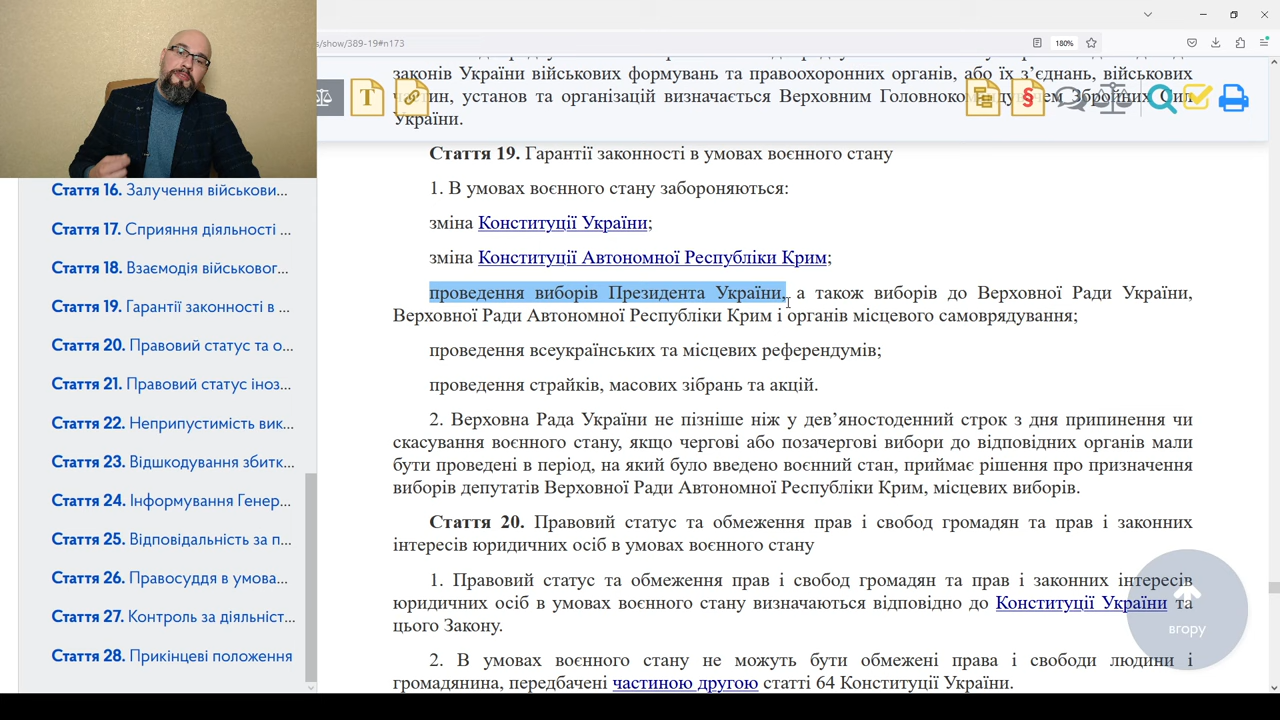 s/show/389-19#n173
180%
законів України військових формувань та правоохоронних органів, або їх з’єднань, військових
установ та організацій визначається Верховним
України.
Стаття 19. Гарантії законності в умовах воєнного стану
1. В умовах воєнного стану забороняються:
зміна Конституції України;
зміна Конституції Автономної Республіки Крим;
проведення виборів Президента України, а також виборів до Верховної Ради України,
Верховної Ради Автономної Республіки Крим і органів місцевого самоврядування;
проведення всеукраїнських та місцевих референдумів;
проведення страйків, масових зібрань та акцій.
2. Верховна Рада України не пізніше ніж у дев’яностоденний строк з дня припинення чи
скасування воєнного стану, якщо чергові або позачергові вибори до відповідних органів мали
бути проведені в період, на який було введено воєнний стан, приймає рішення про призначення
виборів депутатів Верховної Ради Автономної Республіки Крим, місцевих виборів.
Стаття 20. Правовий статус та обмеження прав і свобод громадян та прав і законних
інтересів юридичних осіб в умовах воєнного стану
1. Правовий статус та обмеження прав і свобод громадян та прав і законних інтересів
юридичних осіб в умовах воєнного стану визначаються відповідно до Конституції України та
цього Закону.
2. В умовах воєнного стану не можуть бути обмежені права і свободи людини і
громадянина, передбачені частиною другою статті 64 Конституції України.
вгору
Стаття 16. Залучення військови...
Стаття 17. Сприяння діяльності ...
Стаття 18. Взаємодія військовог...
Стаття 19. Гарантії законності в ...
Стаття 20. Правовий статус та о...
Стаття 21. Правовий статус іноз...
Стаття 22. Неприпустимість вик...
Стаття 23. Відшкодування збитк...
Стаття 24. Інформування Генер...
Стаття 25. Відповідальність за п...
Стаття 26. Правосуддя в умова...
Стаття 27. Контроль за діяльніст...
Стаття 28. Прикінцеві положення